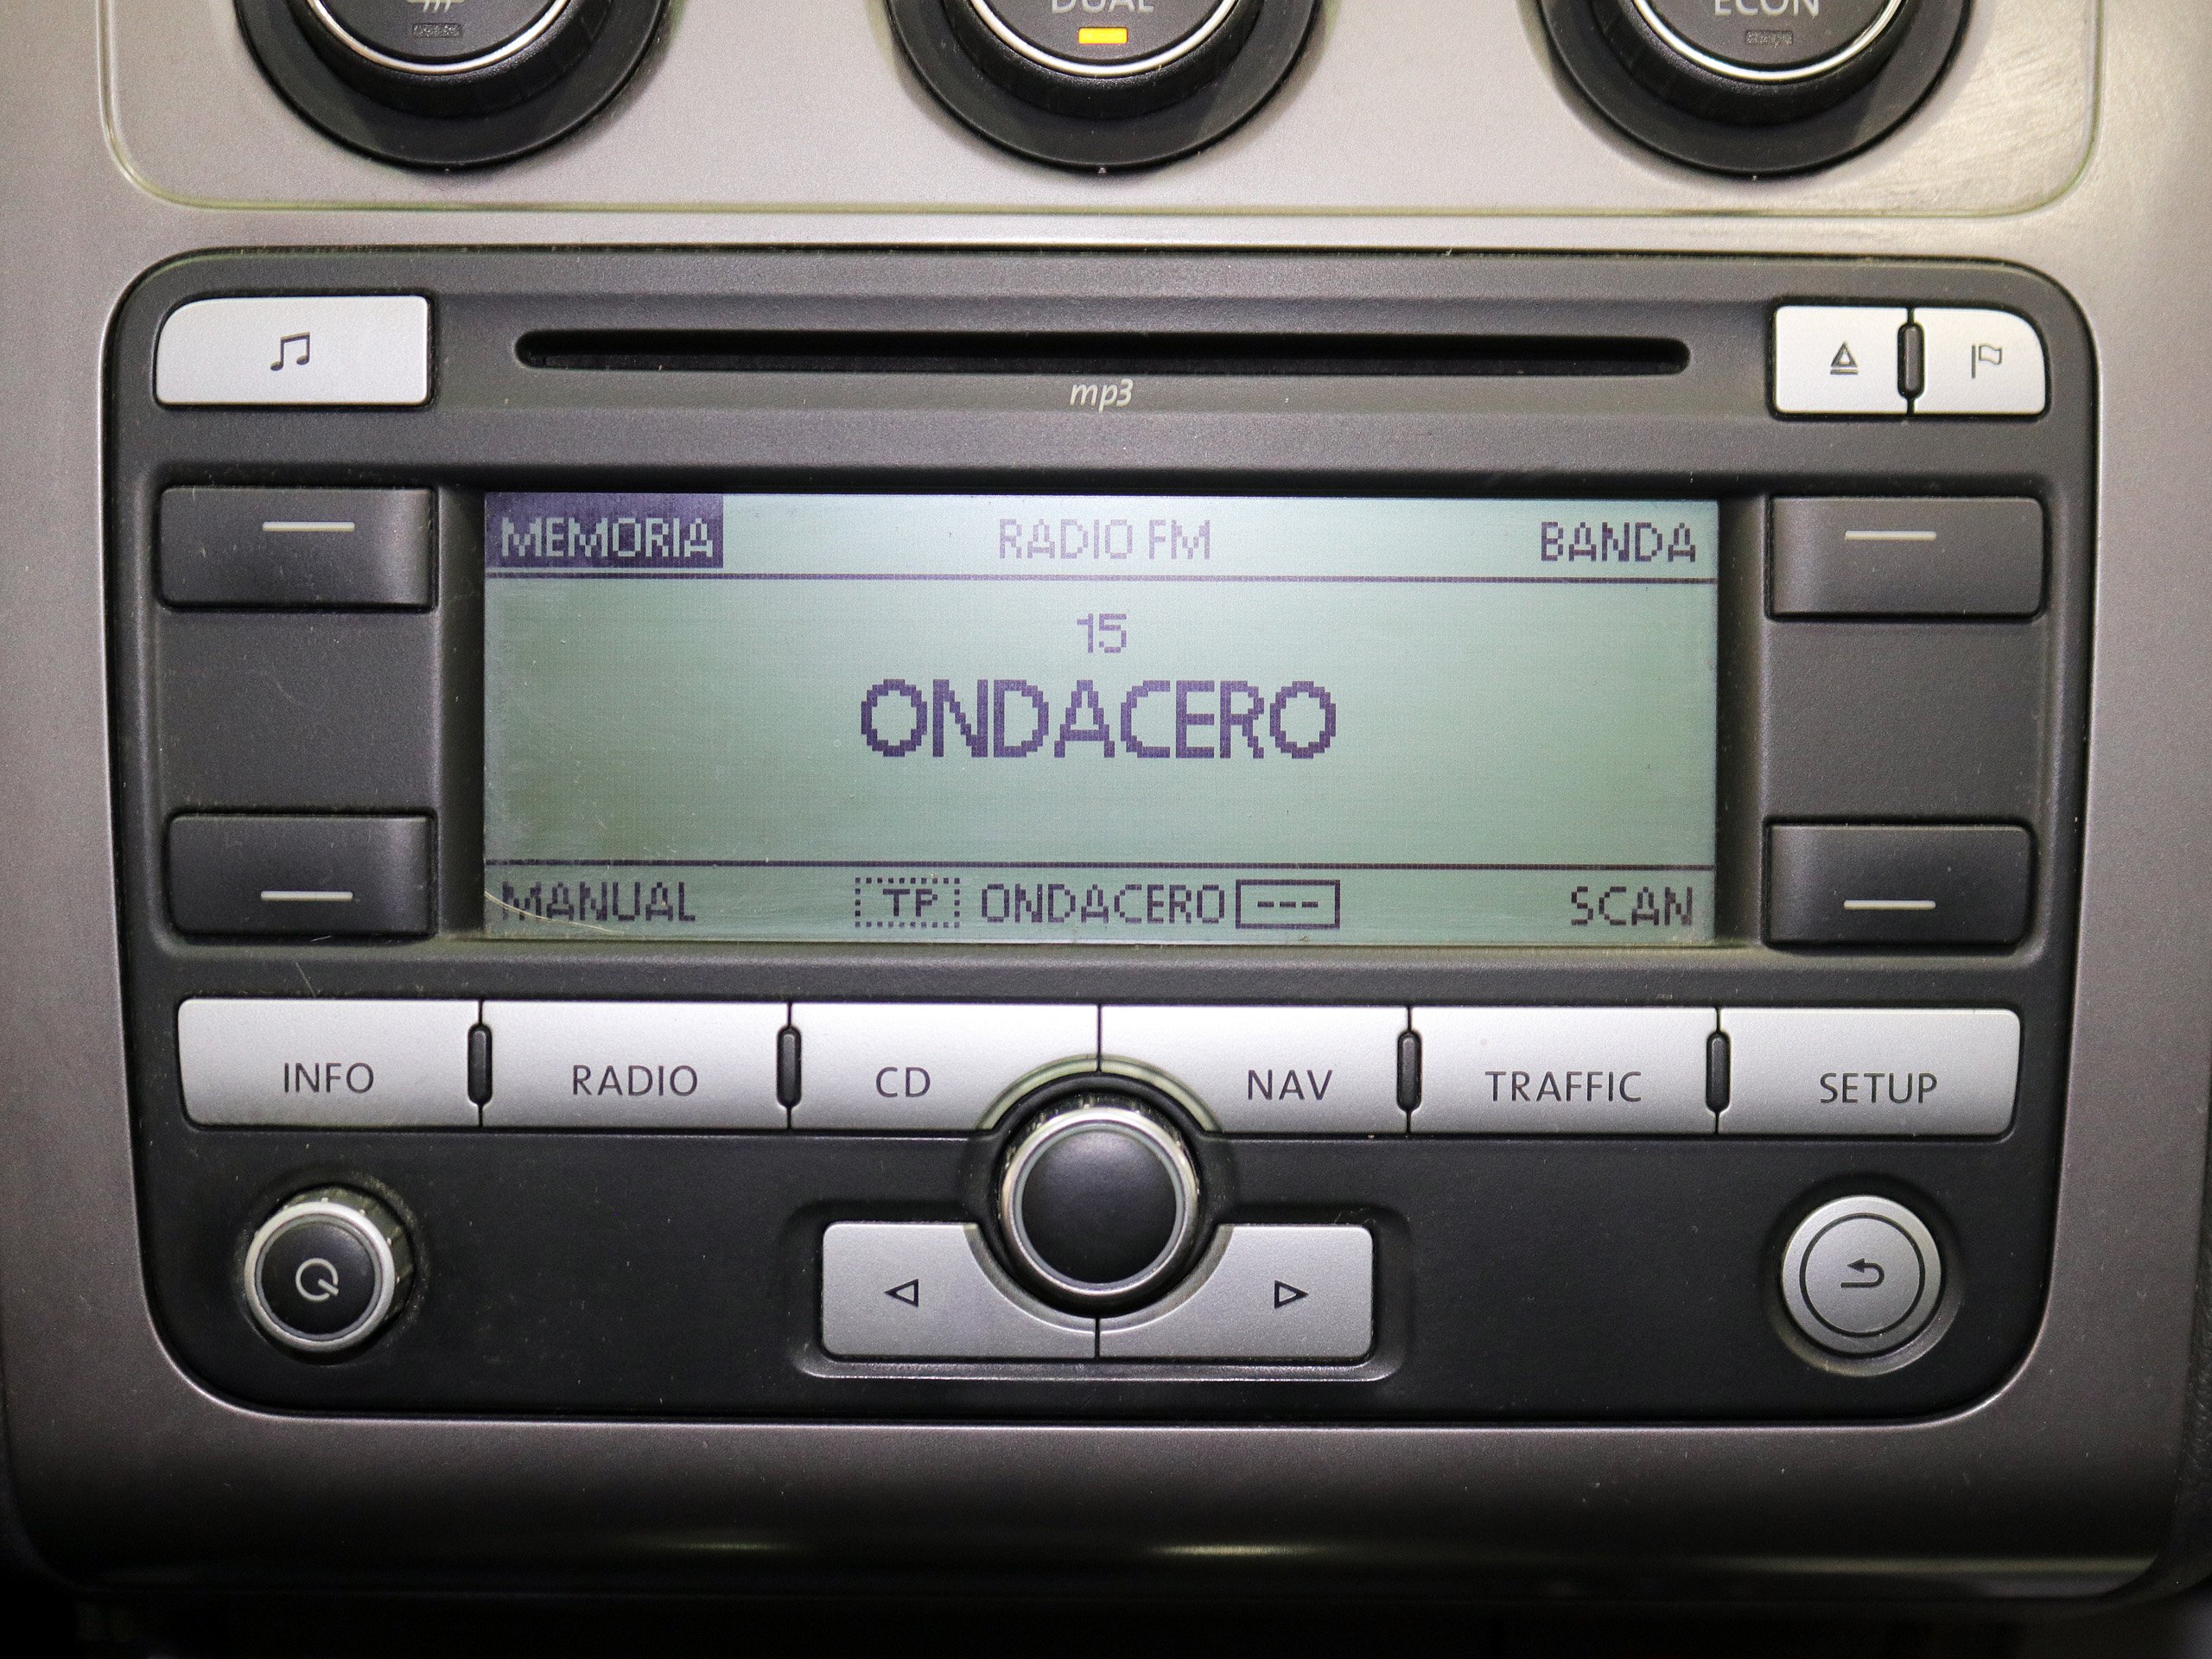 DUAL
ECON
mp3
MEMORIA RADIO FM BANDA
15
ONDACERO
MANUAL TP ONDACERO --- SCAN
INFO RADIO CD NAV TRAFFIC SETUP